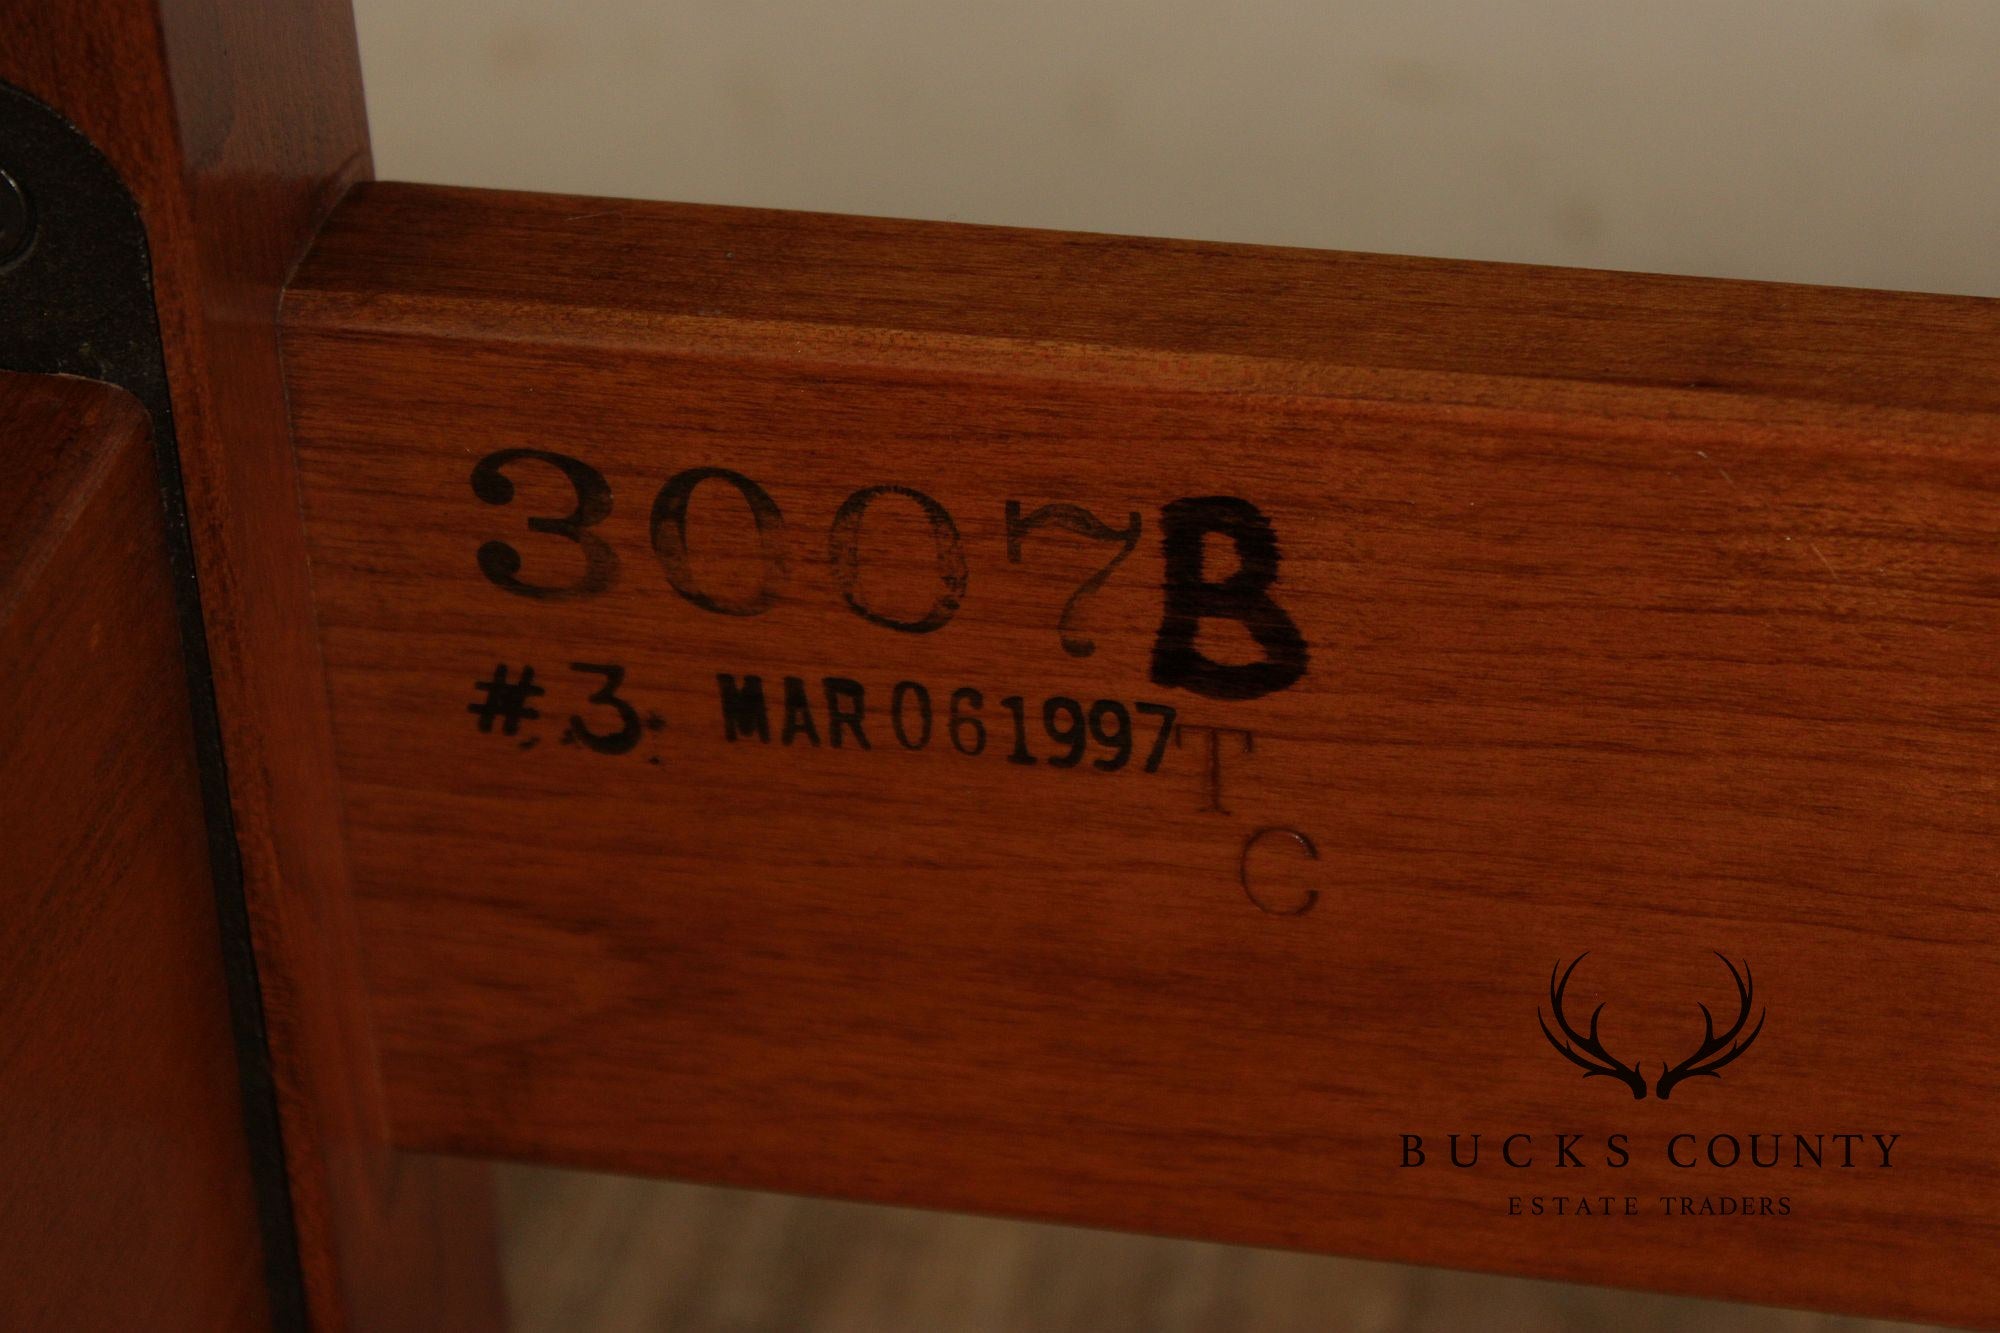 3007B
#3 MAR 06 1997
T
C
BUCKS COUNTY
ESTATE TRADERS